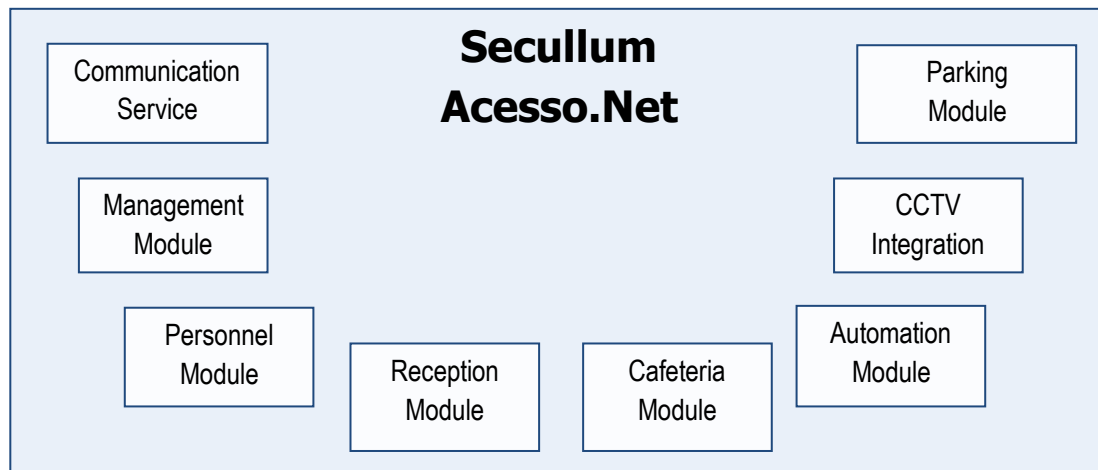 Secullum
Acesso.Net
Communication
Service
Parking
Module
Management
Module
CCTV
Integration
Personnel
Module
Reception
Module
Cafeteria
Module
Automation
Module